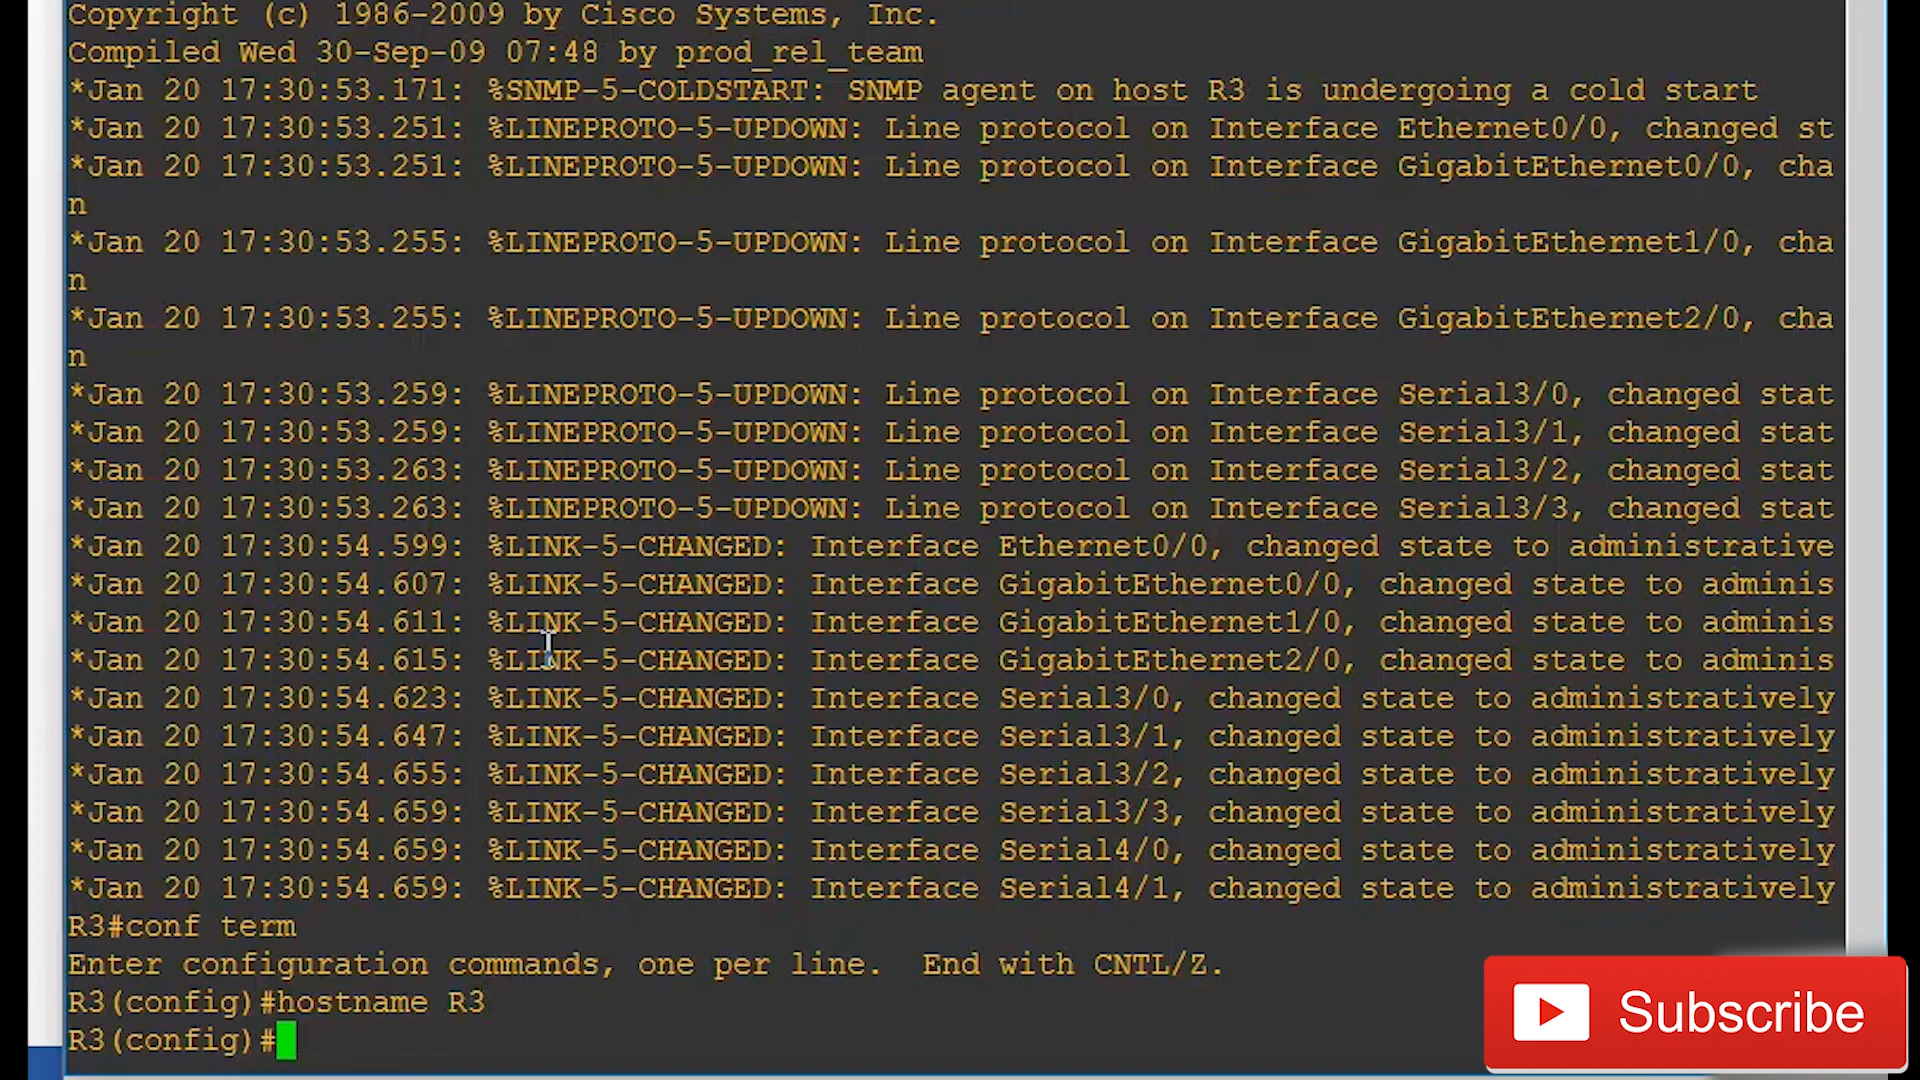 Copyright (c) 1986-2009 by Cisco Systems, Inc.
Compiled Wed 30-Sep-09 07:48 by prod_rel_team
*Jan 20 17:30:53.171: %SNMP-5-COLDSTART: SNMP agent on host R3 is undergoing a cold start
*Jan 20 17:30:53.251: %LINEPROTO-5-UPDOWN: Line protocol on Interface Ethernet0/0, changed st
*Jan 20 17:30:53.251: %LINEPROTO-5-UPDOWN: Line protocol on Interface GigabitEthernet0/0, cha
n
*Jan 20 17:30:53.255: %LINEPROTO-5-UPDOWN: Line protocol on Interface GigabitEthernet1/0, cha
n
*Jan 20 17:30:53.255: %LINEPROTO-5-UPDOWN: Line protocol on Interface GigabitEthernet2/0, cha
n
*Jan 20 17:30:53.259: %LINEPROTO-5-UPDOWN: Line protocol on Interface Serial3/0, changed stat
*Jan 20 17:30:53.259: %LINEPROTO-5-UPDOWN: Line protocol on Interface Serial3/1, changed stat
*Jan 20 17:30:53.263: %LINEPROTO-5-UPDOWN: Line protocol on Interface Serial3/2, changed stat
*Jan 20 17:30:53.263: %LINEPROTO-5-UPDOWN: Line protocol on Interface Serial3/3, changed stat
*Jan 20 17:30:54.599: %LINK-5-CHANGED: Interface Ethernet0/0, changed state to administrative
*Jan 20 17:30:54.607: %LINK-5-CHANGED: Interface GigabitEthernet0/0, changed state to adminis
*Jan 20 17:30:54.611: %LINK-5-CHANGED: Interface GigabitEthernet1/0, changed state to adminis
*Jan 20 17:30:54.615: %LINK-5-CHANGED: Interface GigabitEthernet2/0, changed state to adminis
*Jan 20 17:30:54.623: %LINK-5-CHANGED: Interface Serial3/0, changed state to administratively
*Jan 20 17:30:54.647: %LINK-5-CHANGED: Interface Serial3/1, changed state to administratively
*Jan 20 17:30:54.655: %LINK-5-CHANGED: Interface Serial3/2, changed state to administratively
*Jan 20 17:30:54.659: %LINK-5-CHANGED: Interface Serial3/3, changed state to administratively
*Jan 20 17:30:54.659: %LINK-5-CHANGED: Interface Serial4/0, changed state to administratively
*Jan 20 17:30:54.659: %LINK-5-CHANGED: Interface Serial4/1, changed state to administratively
R3#conf term
Enter configuration commands, one per line.  End with CNTL/Z.
R3(config)#hostname R3
R3(config)#
Subscribe